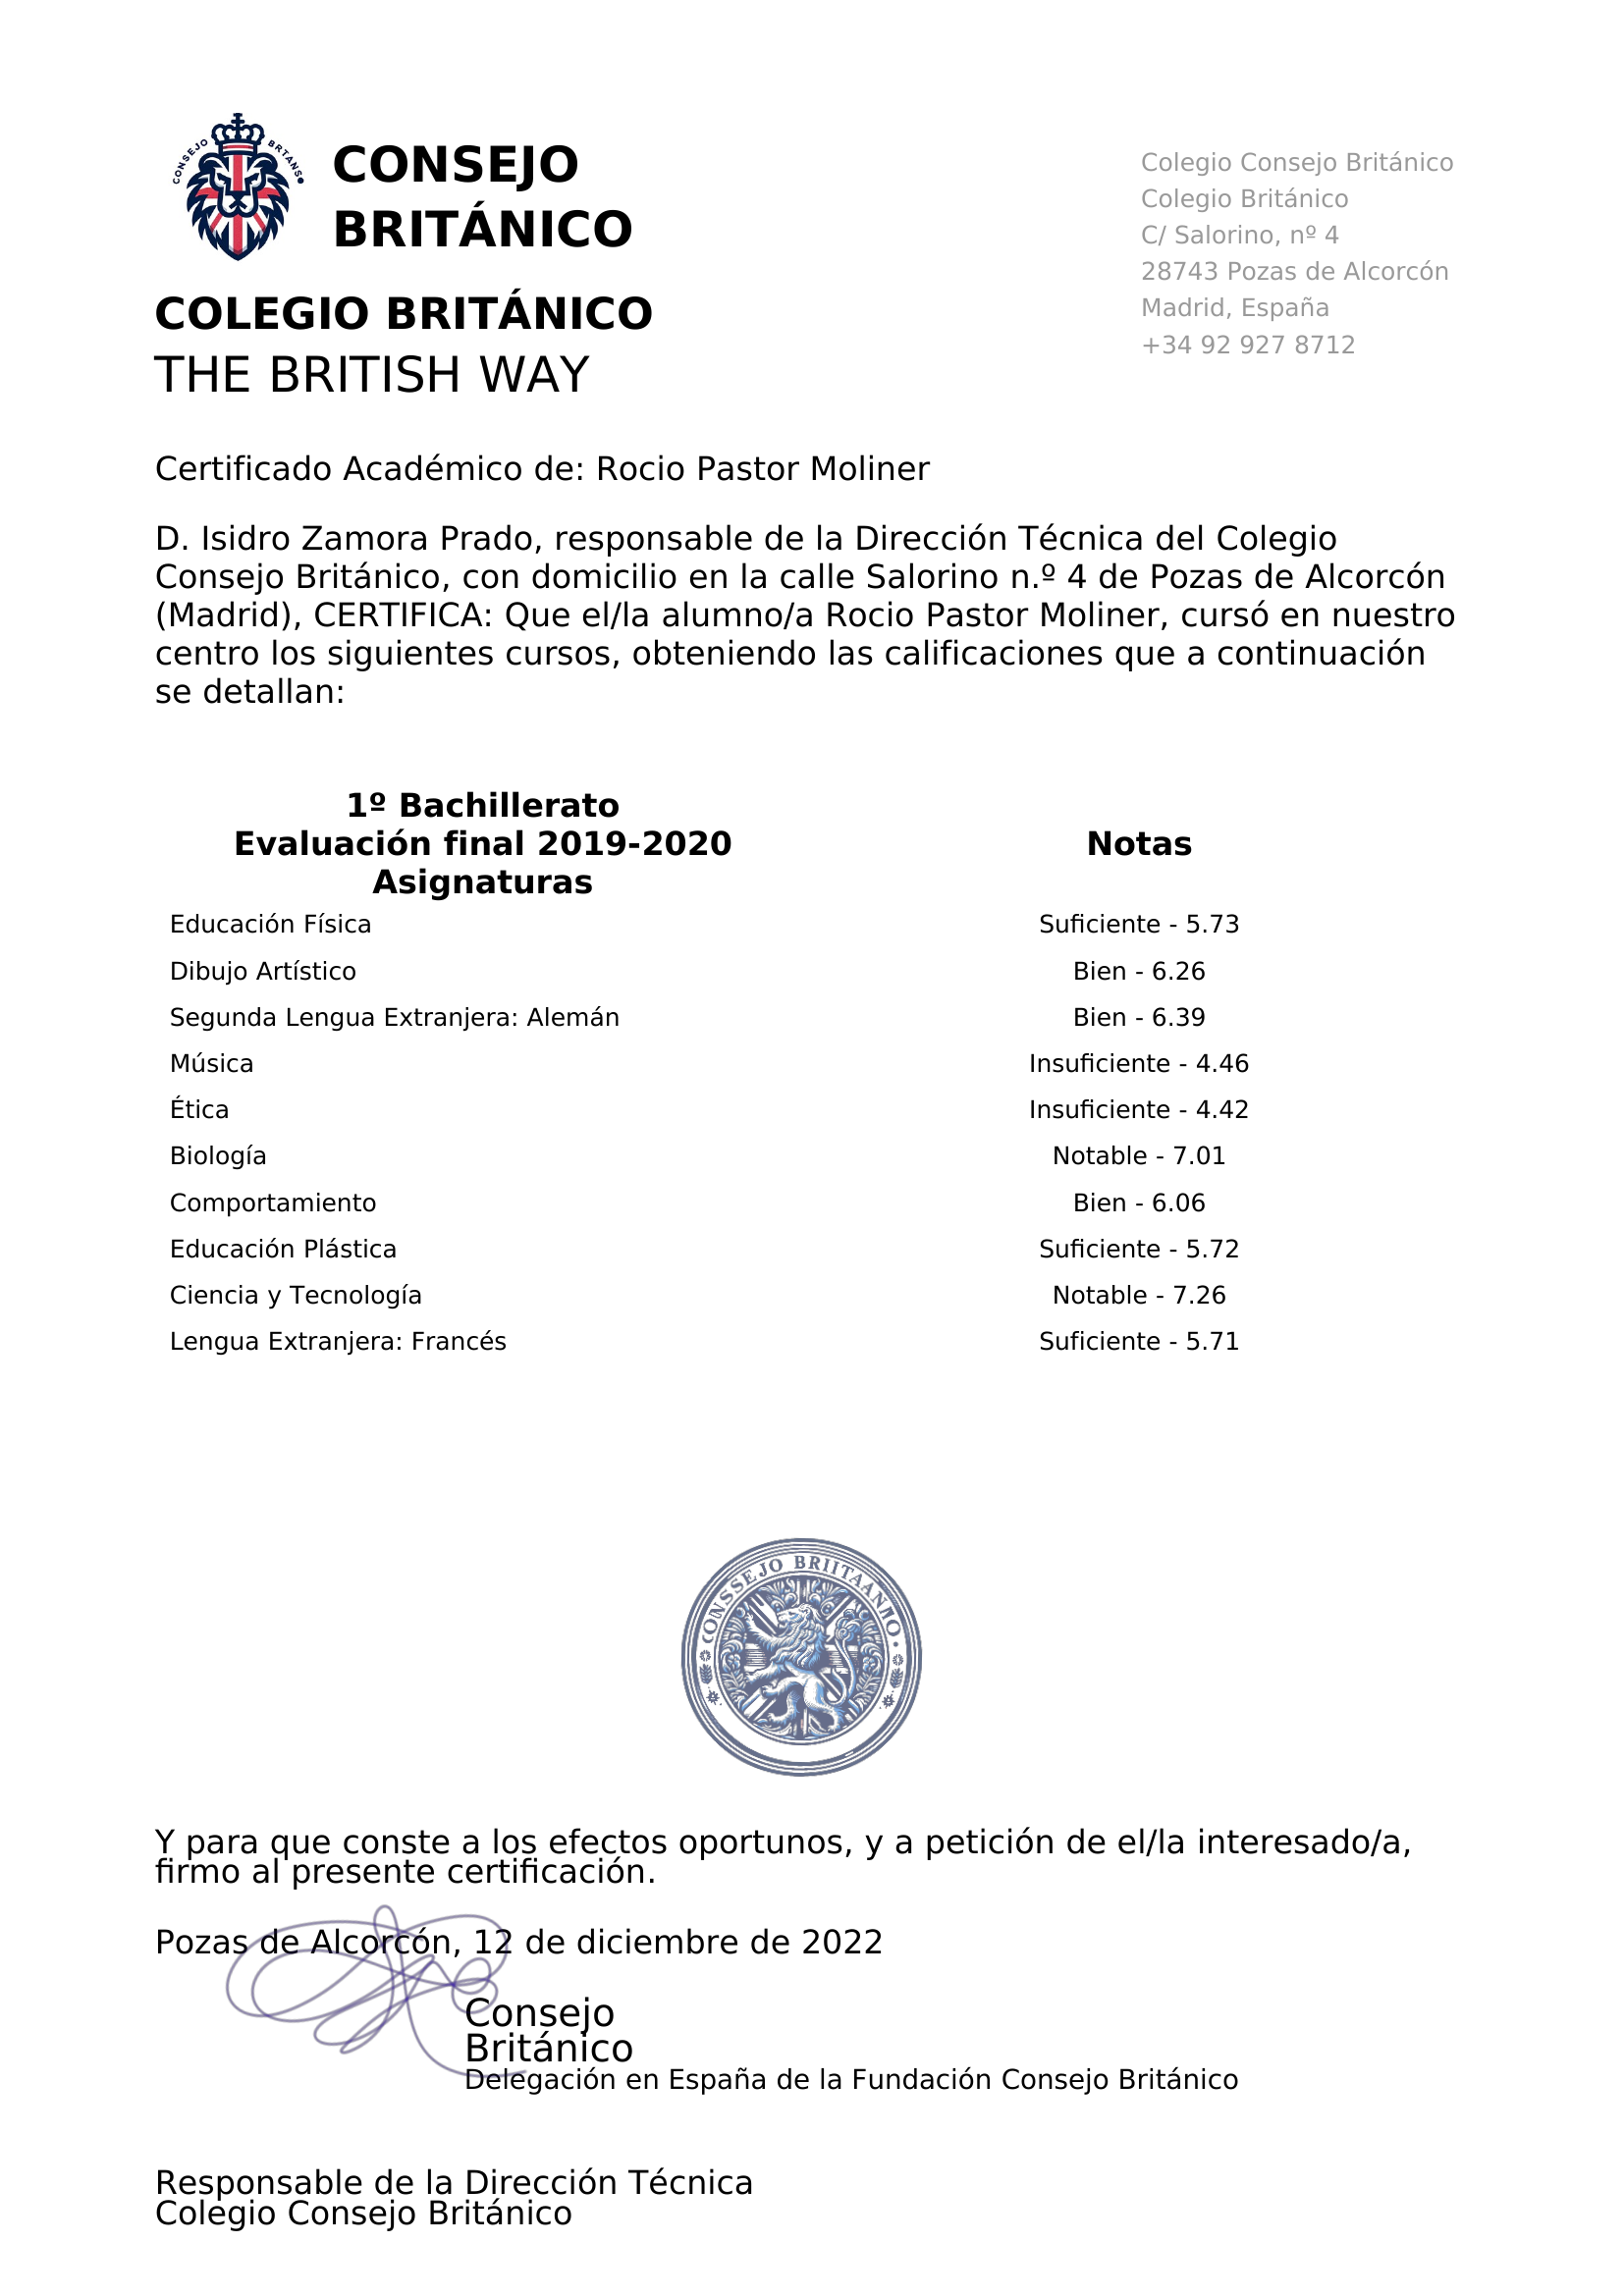 CONSEJO BRTANS
CONSEJO
BRITÁNICO
COLEGIO BRITÁNICO
THE BRITISH WAY
Colegio Consejo Británico
Colegio Británico
C/ Salorino, nº 4
28743 Pozas de Alcorcón
Madrid, España
+34 92 927 8712
Certificado Académico de: Rocio Pastor Moliner
D. Isidro Zamora Prado, responsable de la Dirección Técnica del Colegio
Consejo Británico, con domicilio en la calle Salorino n.º 4 de Pozas de Alcorcón
(Madrid), CERTIFICA: Que el/la alumno/a Rocio Pastor Moliner, cursó en nuestro
centro los siguientes cursos, obteniendo las calificaciones que a continuación
se detallan:
1º Bachillerato
Evaluación final 2019-2020
Asignaturas
Notas
Educación Física Suficiente - 5.73
Dibujo Artístico Bien - 6.26
Segunda Lengua Extranjera: Alemán Bien - 6.39
Música Insuficiente - 4.46
Ética Insuficiente - 4.42
Biología Notable - 7.01
Comportamiento Bien - 6.06
Educación Plástica Suficiente - 5.72
Ciencia y Tecnología Notable - 7.26
Lengua Extranjera: Francés Suficiente - 5.71
CONSSEJO BRIITAANNO
Y para que conste a los efectos oportunos, y a petición de el/la interesado/a,
firmo al presente certificación.
Pozas de Alcorcón, 12 de diciembre de 2022
Consejo
Británico
Delegación en España de la Fundación Consejo Británico
Responsable de la Dirección Técnica
Colegio Consejo Británico